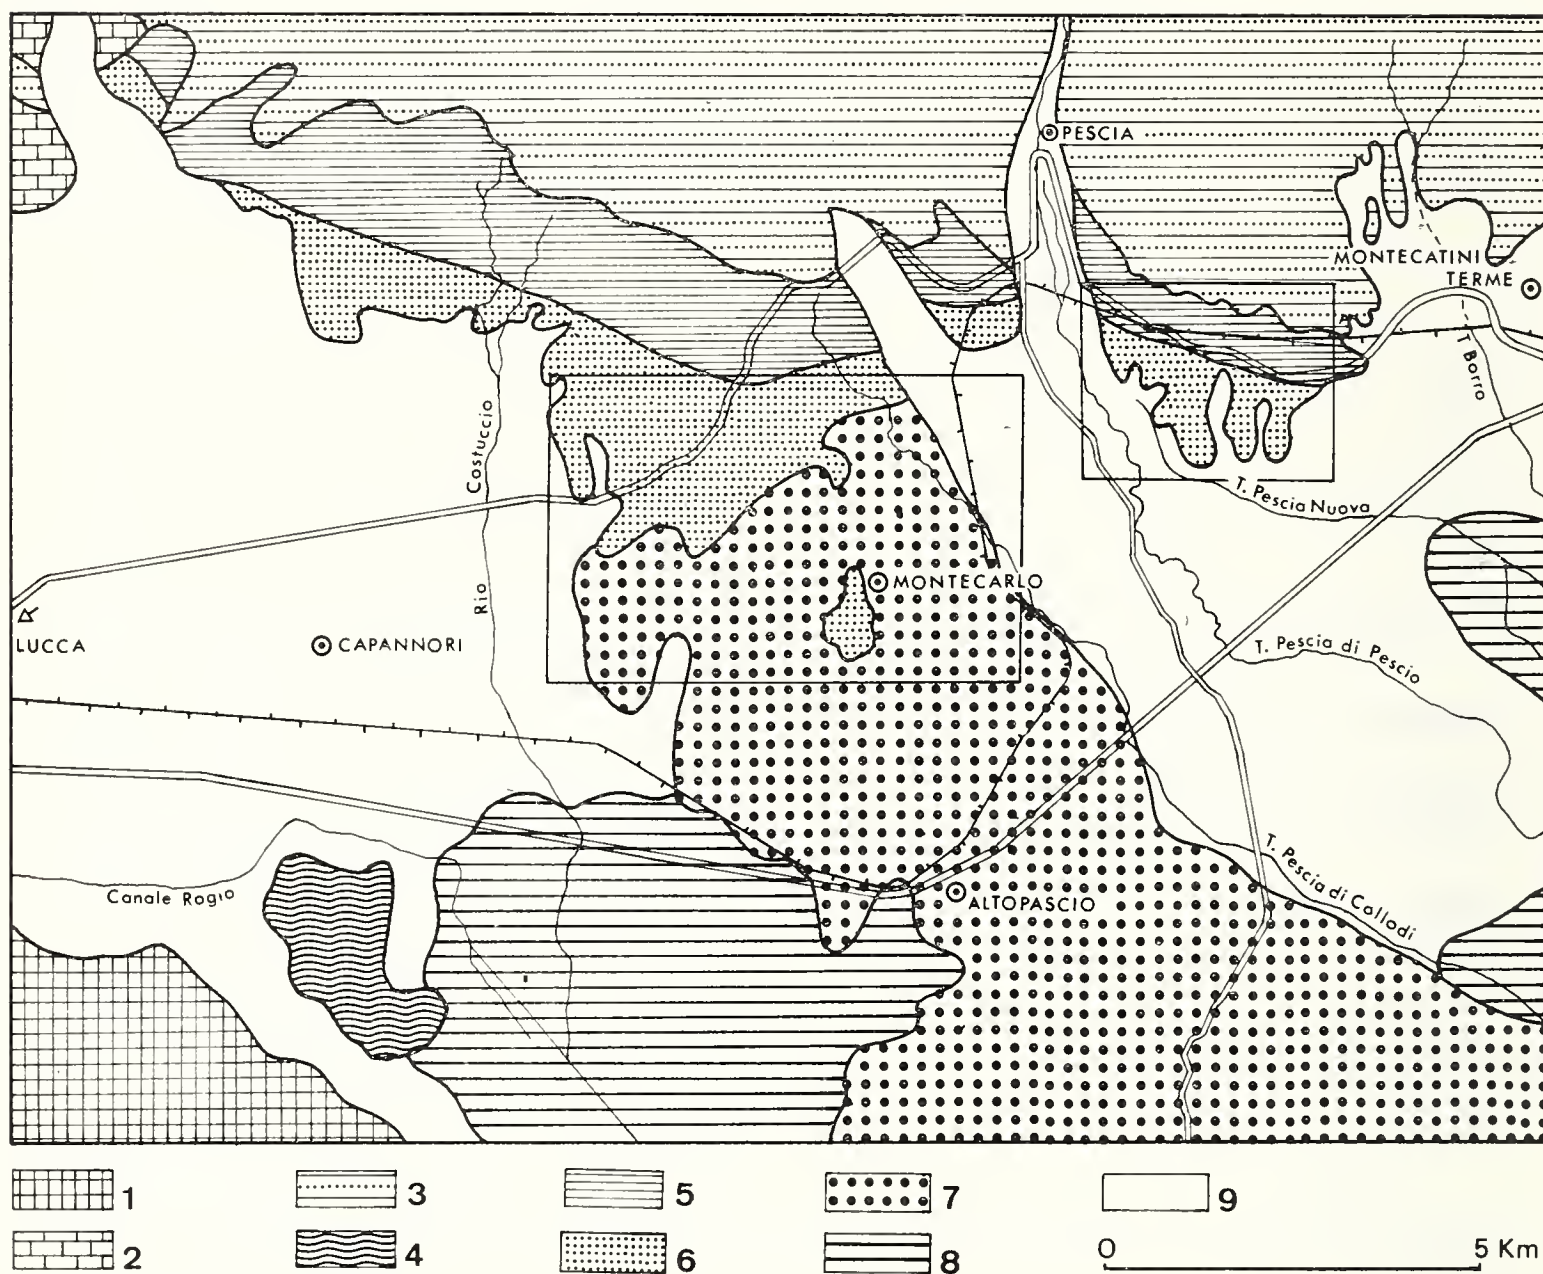 PESCIA
MONTECATINI
TERME
T. Borro
Costuccio
Rio
T. Pescia Nuova
MONTECARLO
LUCCA
CAPANNORI
T. Pescia di Pescia
Canale Rogio
T. Pescia di Collodi
ALTOPASCIO
1 3 5 7 9
2 4 6 8
0 5 Km